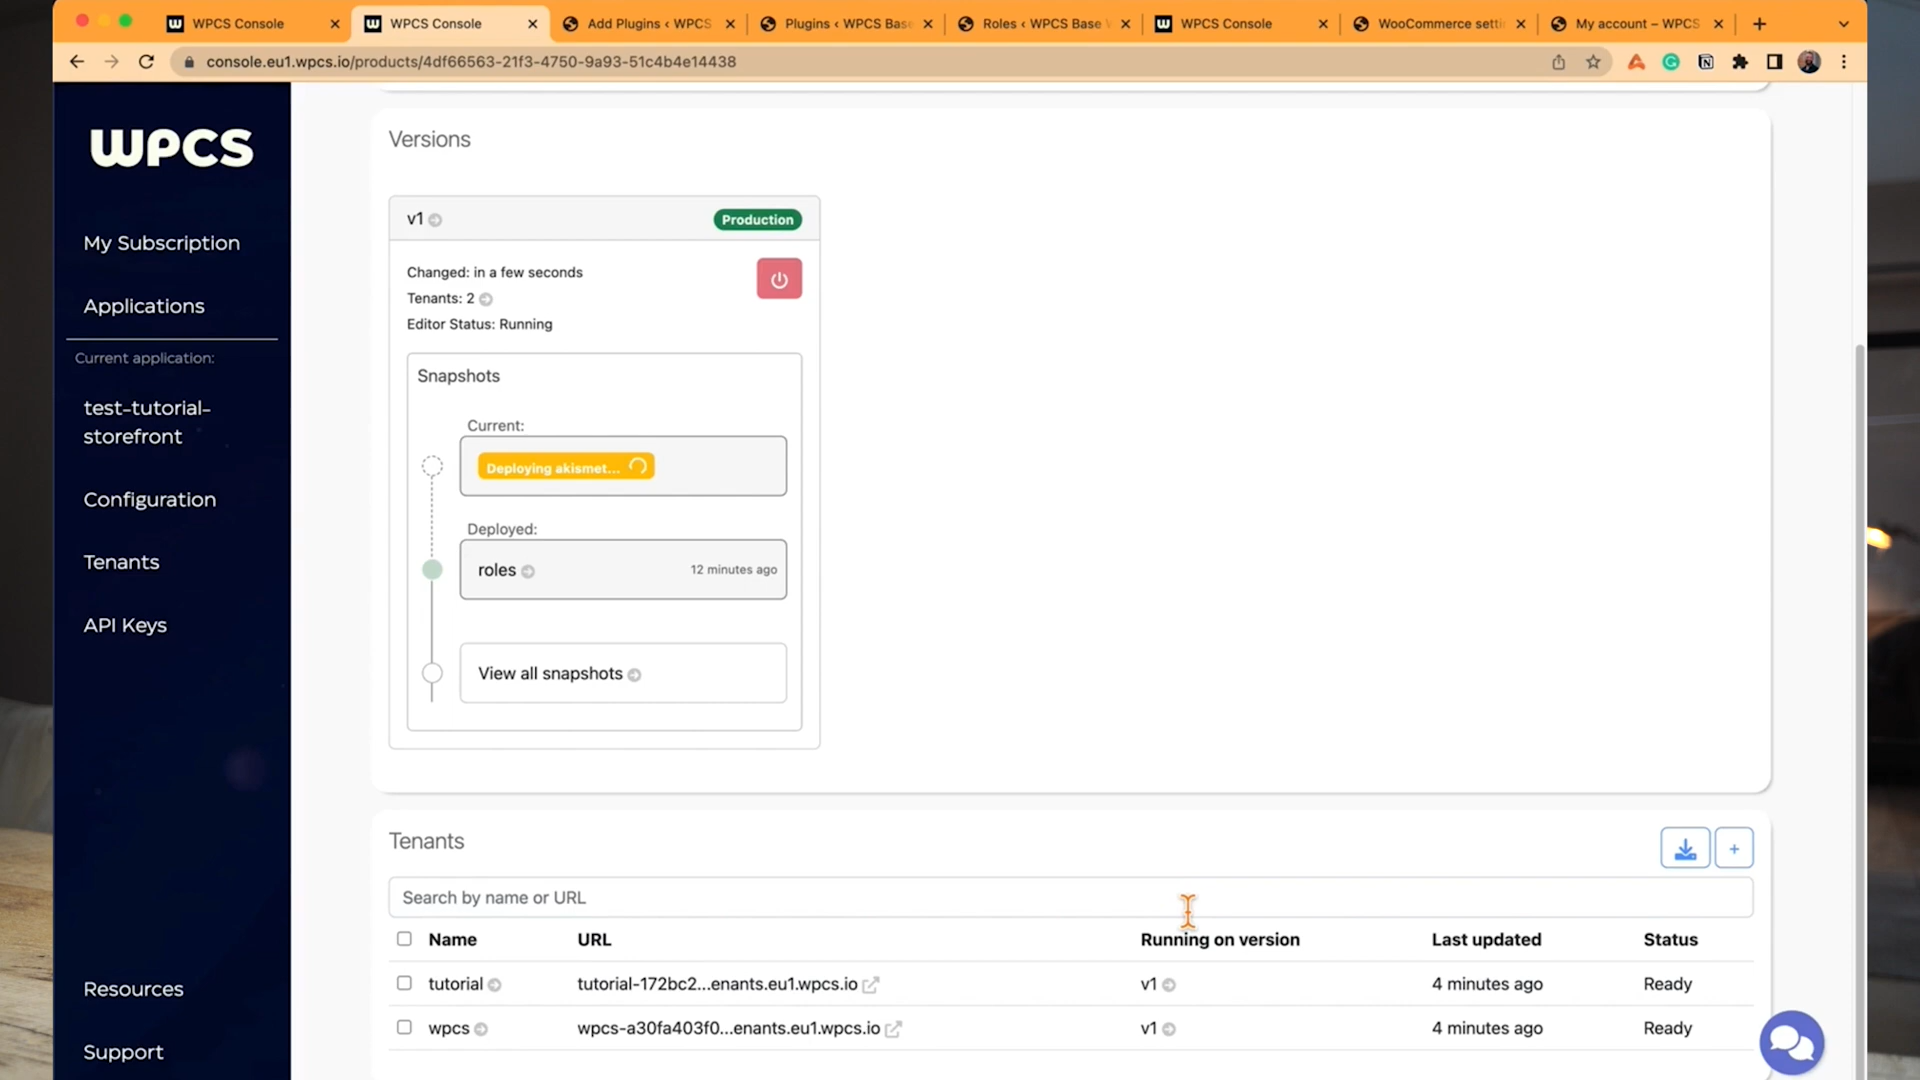 WPCS Console
WPCS Console
Add Plugins ‹ WPCS
Plugins ‹ WPCS Base
Roles ‹ WPCS Base
WPCS Console
WooCommerce setti
My account – WPCS
console.eu1.wpcs.io/products/4df66563-21f3-4750-9a93-51c4b4e14438
WPCS
My Subscription
Applications
Current application:
test-tutorial-
storefront
Configuration
Tenants
API Keys
Resources
Support
Versions
v1
Production
Changed: in a few seconds
Tenants: 2
Editor Status: Running
Snapshots
Current:
Deploying akismet...
Deployed:
roles
12 minutes ago
View all snapshots
Tenants
+
Search by name or URL
Name URL Running on version Last updated Status
tutorial tutorial-172bc2...enants.eu1.wpcs.io v1 4 minutes ago Ready
wpcs wpcs-a30fa403f0...enants.eu1.wpcs.io v1 4 minutes ago Ready